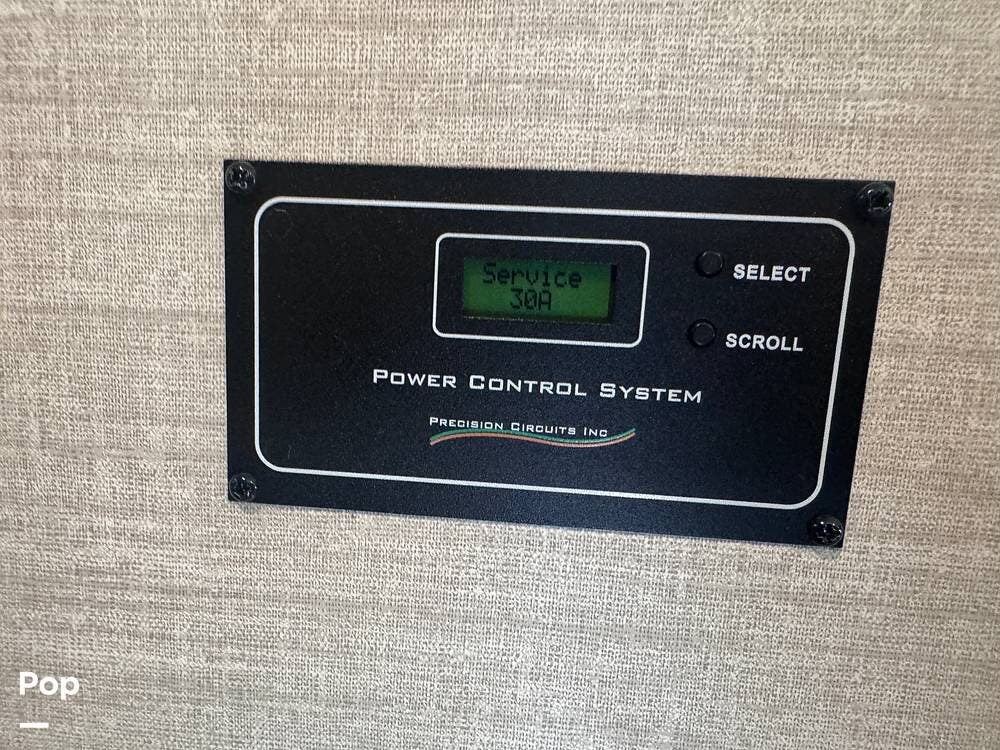 Service
30A
SELECT
SCROLL
POWER CONTROL SYSTEM
PRECISION CIRCUITS INC
Pop